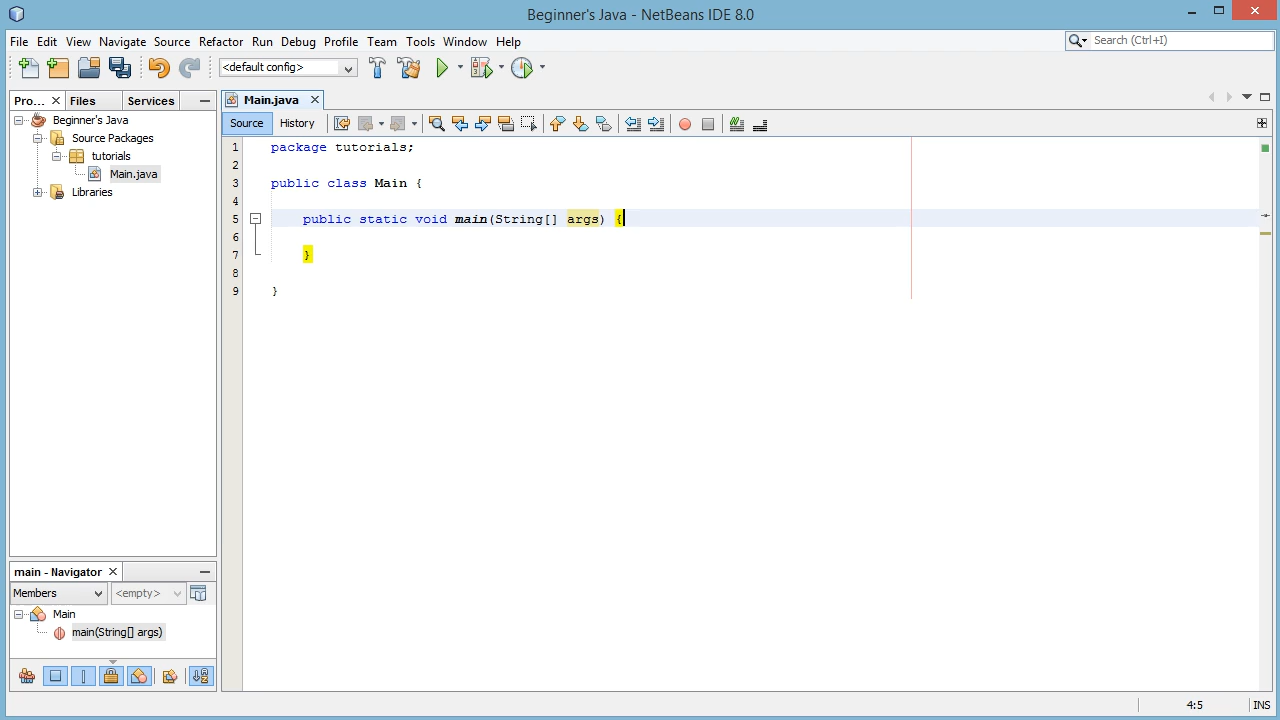 Beginner's Java - NetBeans IDE 8.0
File Edit View Navigate Source Refactor Run Debug Profile Team Tools Window Help
Search (Ctrl+I)
<default config>
Pro... Files Services
Main.java
Beginner's Java
Source Packages
tutorials
Main.java
Libraries
Source History
1 package tutorials;
2
3 public class Main {
4
5 public static void main(String[] args) {
6
7 }
8
9 }
main - Navigator
Members <empty>
Main
main(String[] args)
4:5 INS